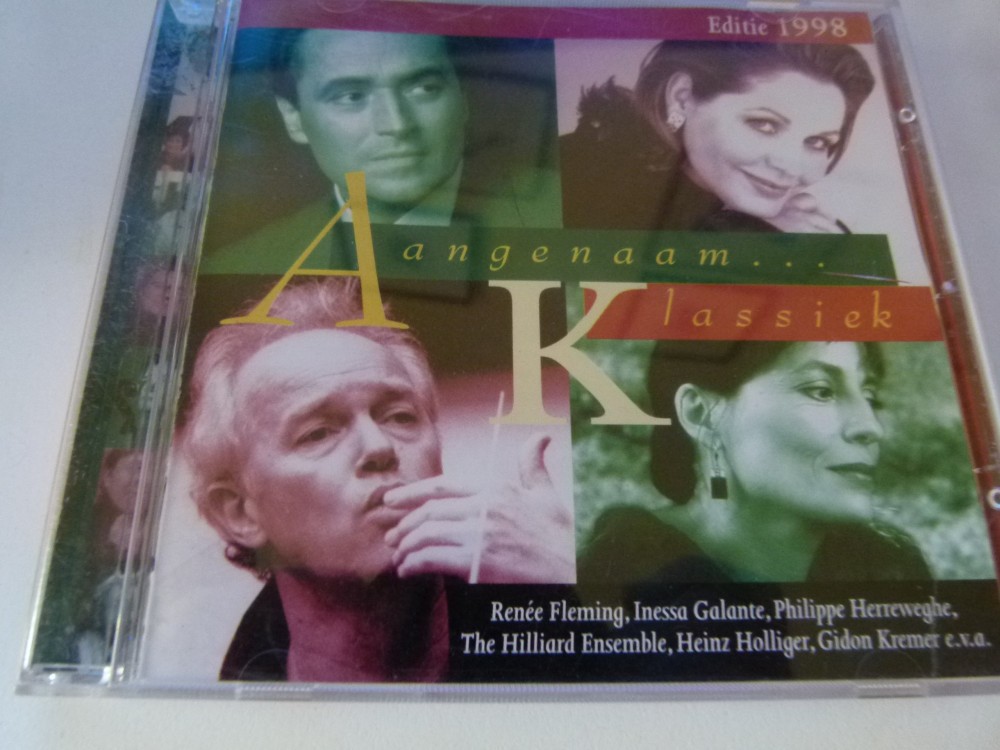 Editie 1998
Aangenaam...
Klassiek
Renée Fleming, Inessa Galante, Philippe Herreweghe,
The Hilliard Ensemble, Heinz Holliger, Gidon Kremer e.v.a.